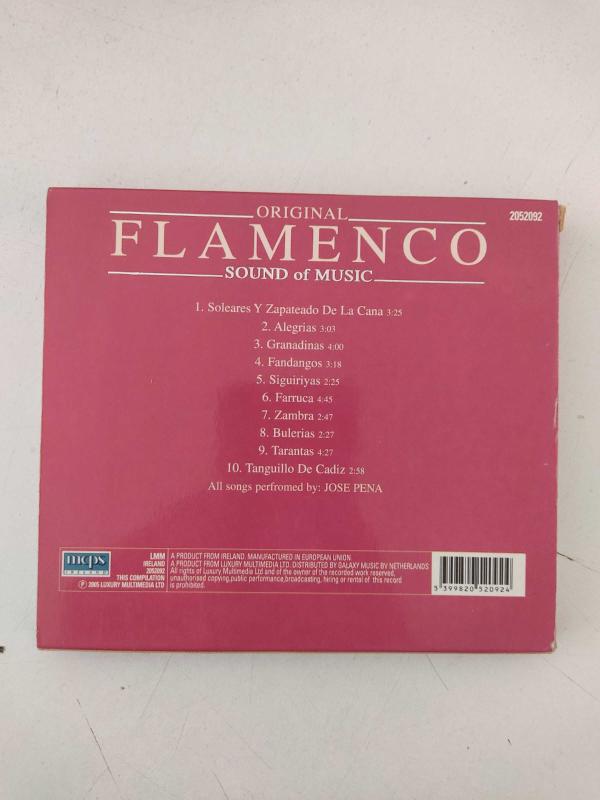 ORIGINAL
2052092
FLAMENCO
SOUND of MUSIC
1. Soleares Y Zapateado De La Cana 3:25
2. Alegrias 3:03
3. Granadinas 4:00
4. Fandangos 3:18
5. Siguiriyas 2:25
6. Farruca 4:45
7. Zambra 2:47
8. Bulerias 2:27
9. Tarantas 4:27
10. Tanguillo De Cadiz 2:58
All songs perfromed by: JOSE PENA
mcps
IRELAND
LMM
IRELAND
2052092
THIS COMPILATION
℗ 2005 LUXURY MULTIMEDIA LTD
A PRODUCT FROM IRELAND. MANUFACTURED IN EUROPEAN UNION.
A PRODUCT FROM LUXURY MULTIMEDIA LTD. DISTRIBUTED BY GALAXY MUSIC BV NETHERLANDS
All rights of Luxury Multimedia Ltd and of the owner of the recorded work reserved,
unauthorised copying,public performance,broadcasting, hiring or rental of this record
is prohibited.
5 399820 520924